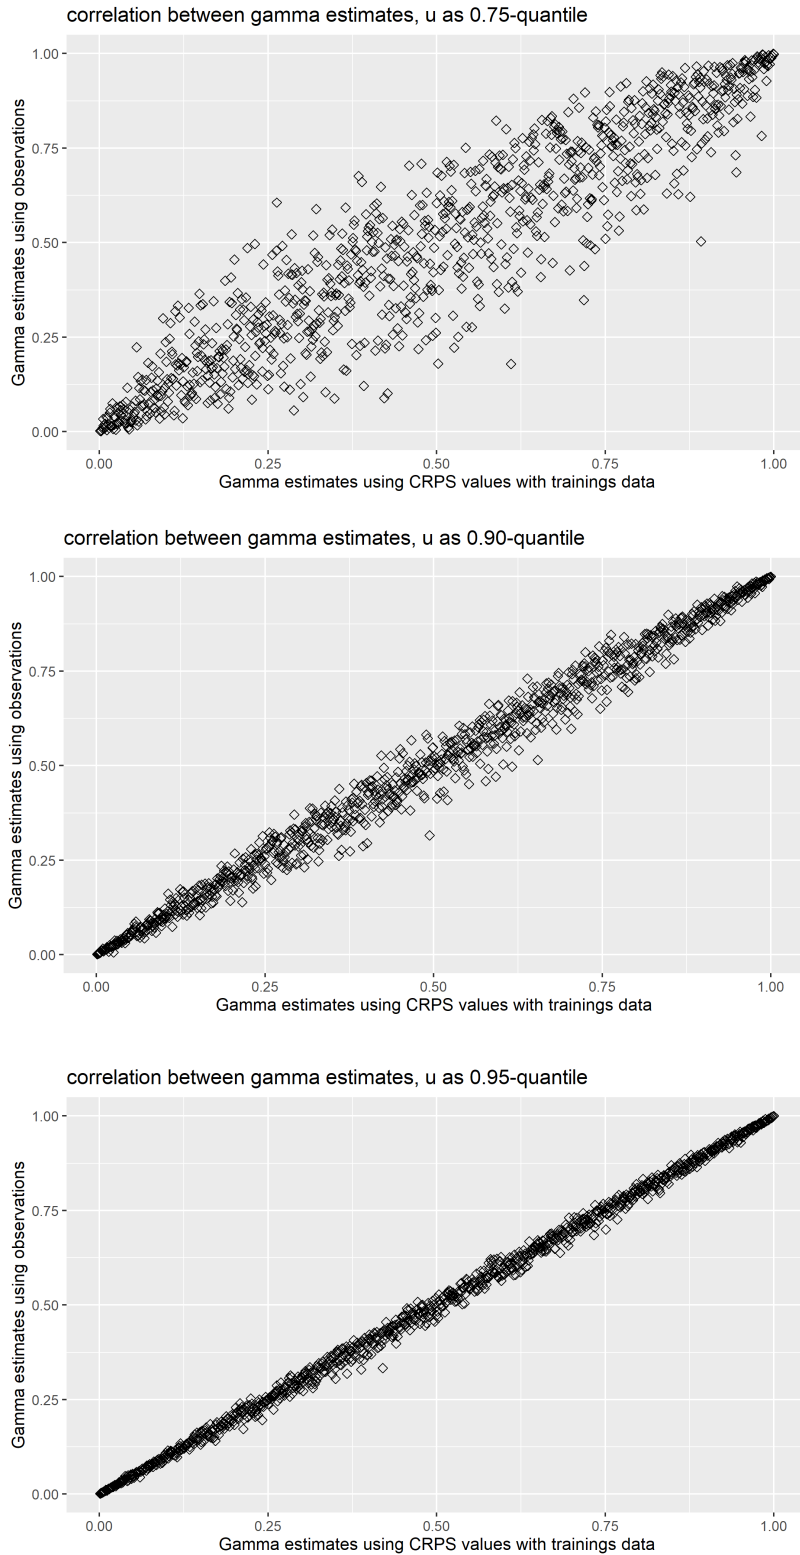 correlation between gamma estimates, u as 0.75-quantile
Gamma estimates using observations
1.00
0.75
0.50
0.25
0.00
0.00 0.25 0.50 0.75 1.00
Gamma estimates using CRPS values with trainings data
correlation between gamma estimates, u as 0.90-quantile
Gamma estimates using observations
1.00
0.75
0.50
0.25
0.00
0.00 0.25 0.50 0.75 1.00
Gamma estimates using CRPS values with trainings data
correlation between gamma estimates, u as 0.95-quantile
Gamma estimates using observations
1.00
0.75
0.50
0.25
0.00
0.00 0.25 0.50 0.75 1.00
Gamma estimates using CRPS values with trainings data